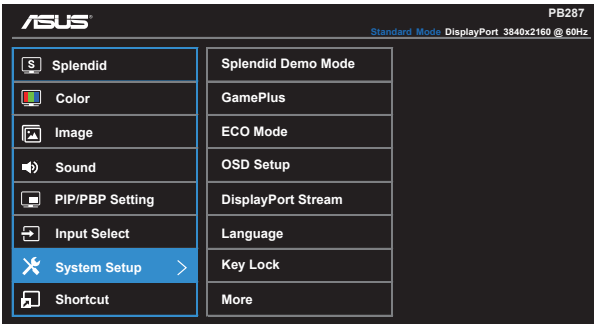 ASUS
PB287
Standard Mode DisplayPort 3840x2160 @ 60Hz
S Splendid
Color
Image
Sound
PIP/PBP Setting
Input Select
System Setup
Shortcut
Splendid Demo Mode
GamePlus
ECO Mode
OSD Setup
DisplayPort Stream
Language
Key Lock
More